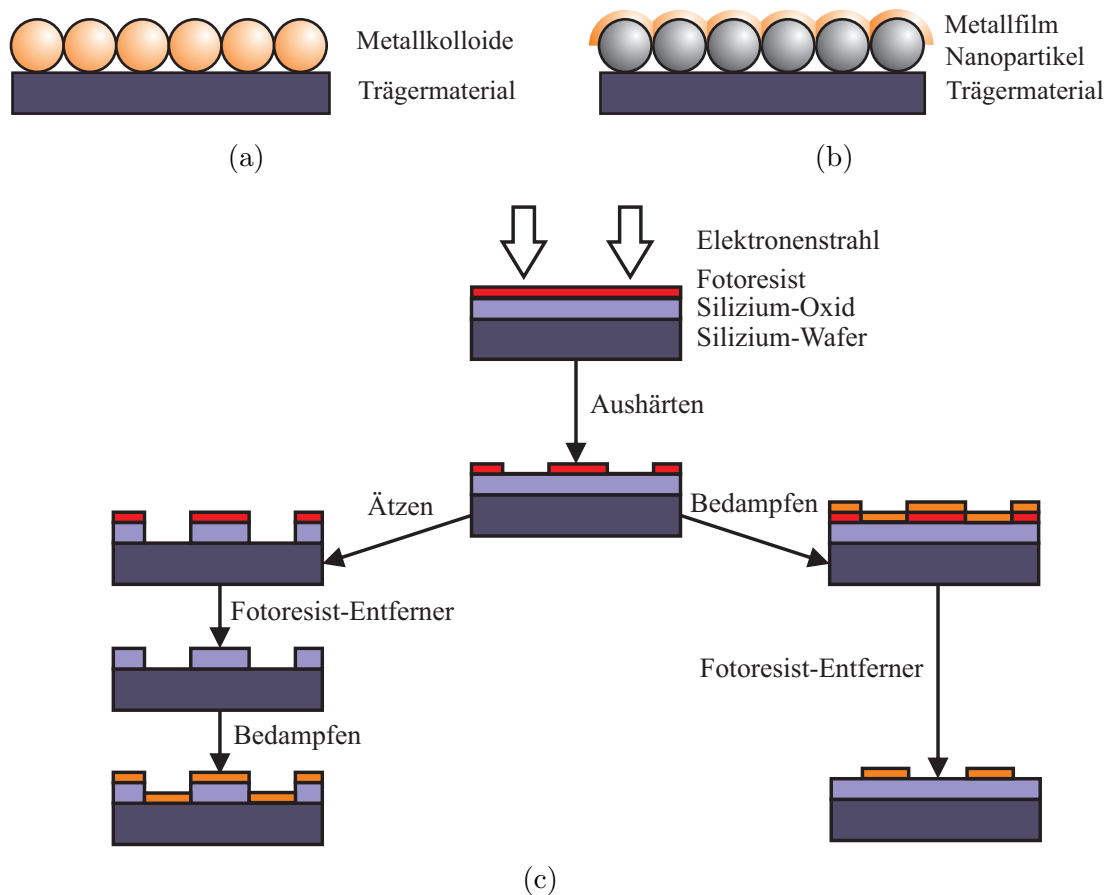 Metallkolloide
Trägermaterial
(a)
Metallfilm
Nanopartikel
Trägermaterial
(b)
Elektronenstrahl
Fotoresist
Silizium-Oxid
Silizium-Wafer
Aushärten
Ätzen
Bedampfen
Fotoresist-Entferner
Fotoresist-Entferner
Bedampfen
(c)